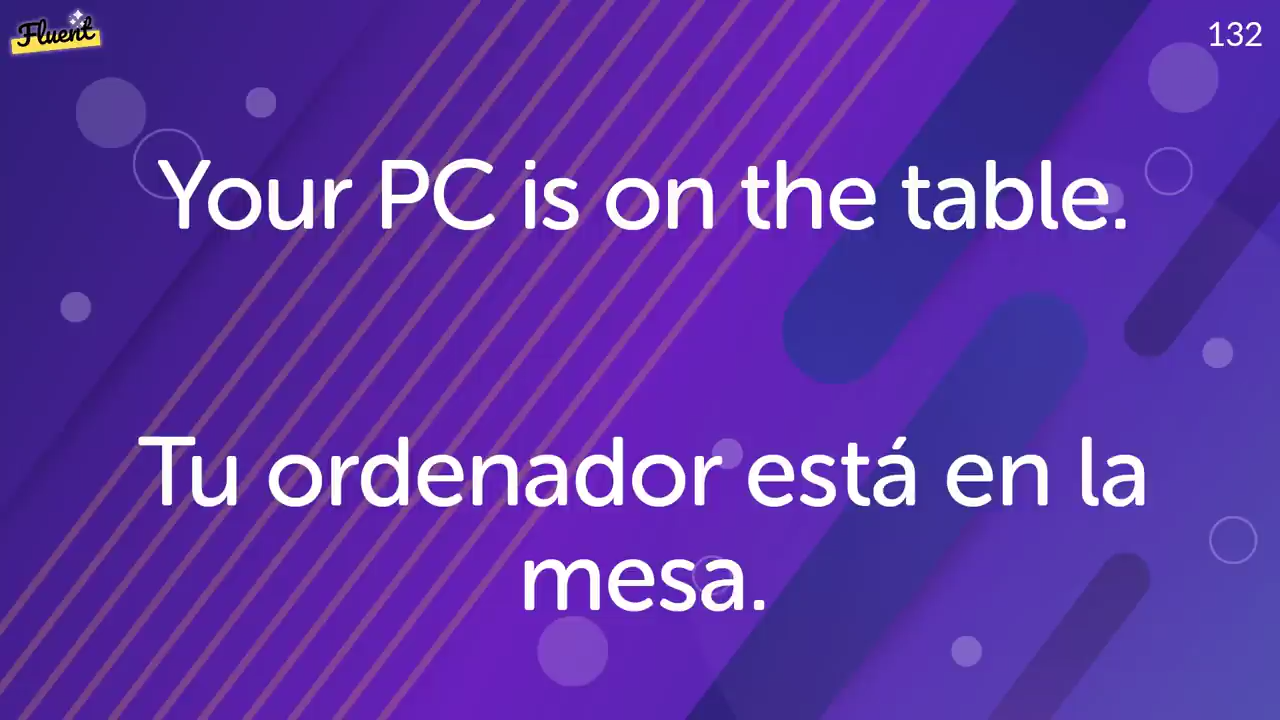 Fluent
132
Your PC is on the table.
Tu ordenador está en la
mesa.